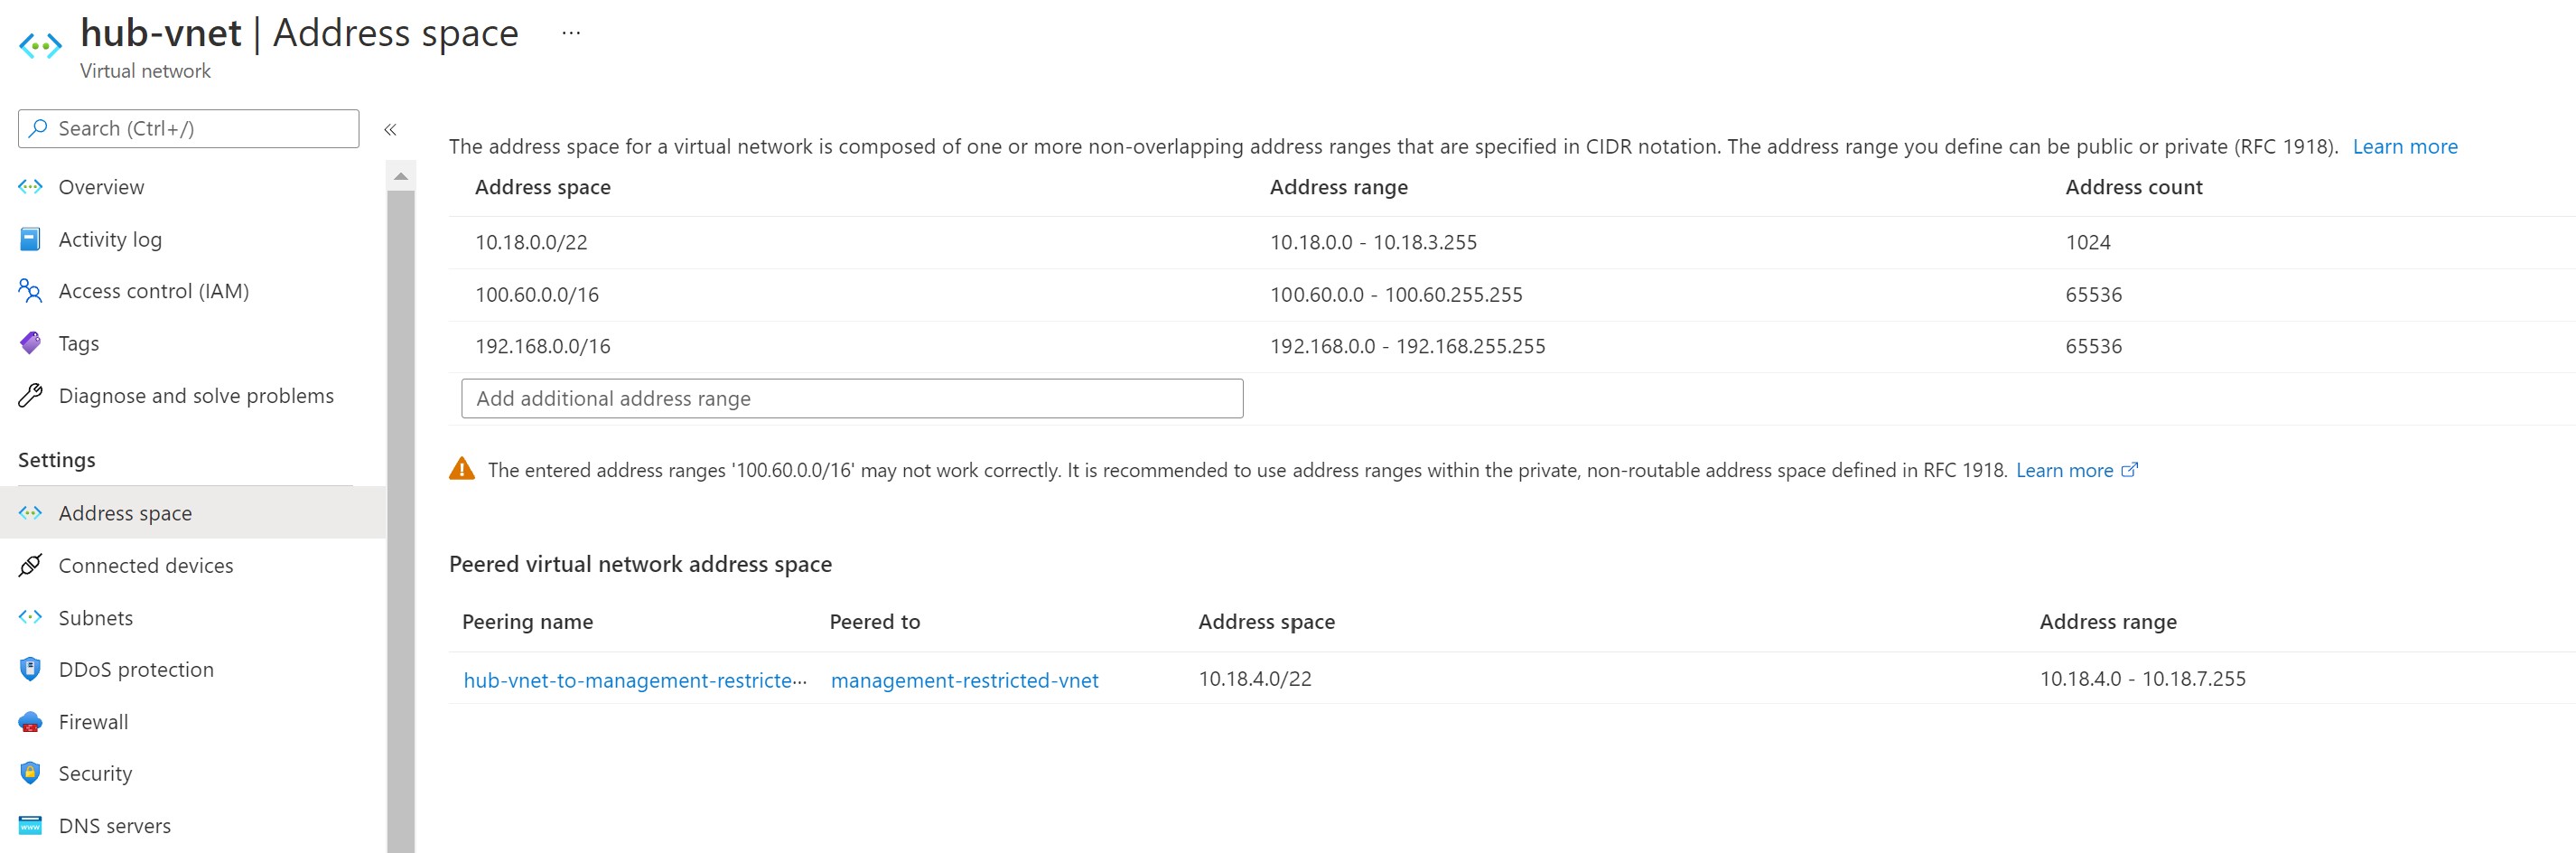 hub-vnet | Address space ...
Virtual network
Search (Ctrl+/)
«
Overview
Activity log
Access control (IAM)
Tags
Diagnose and solve problems
Settings
Address space
Connected devices
Subnets
DDoS protection
Firewall
Security
DNS servers
The address space for a virtual network is composed of one or more non-overlapping address ranges that are specified in CIDR notation. The address range you define can be public or private (RFC 1918). Learn more
Address space Address range Address count
10.18.0.0/22 10.18.0.0 - 10.18.3.255 1024
100.60.0.0/16 100.60.0.0 - 100.60.255.255 65536
192.168.0.0/16 192.168.0.0 - 192.168.255.255 65536
Add additional address range
The entered address ranges '100.60.0.0/16' may not work correctly. It is recommended to use address ranges within the private, non-routable address space defined in RFC 1918. Learn more
Peered virtual network address space
Peering name Peered to Address space Address range
hub-vnet-to-management-restricte... management-restricted-vnet 10.18.4.0/22 10.18.4.0 - 10.18.7.255